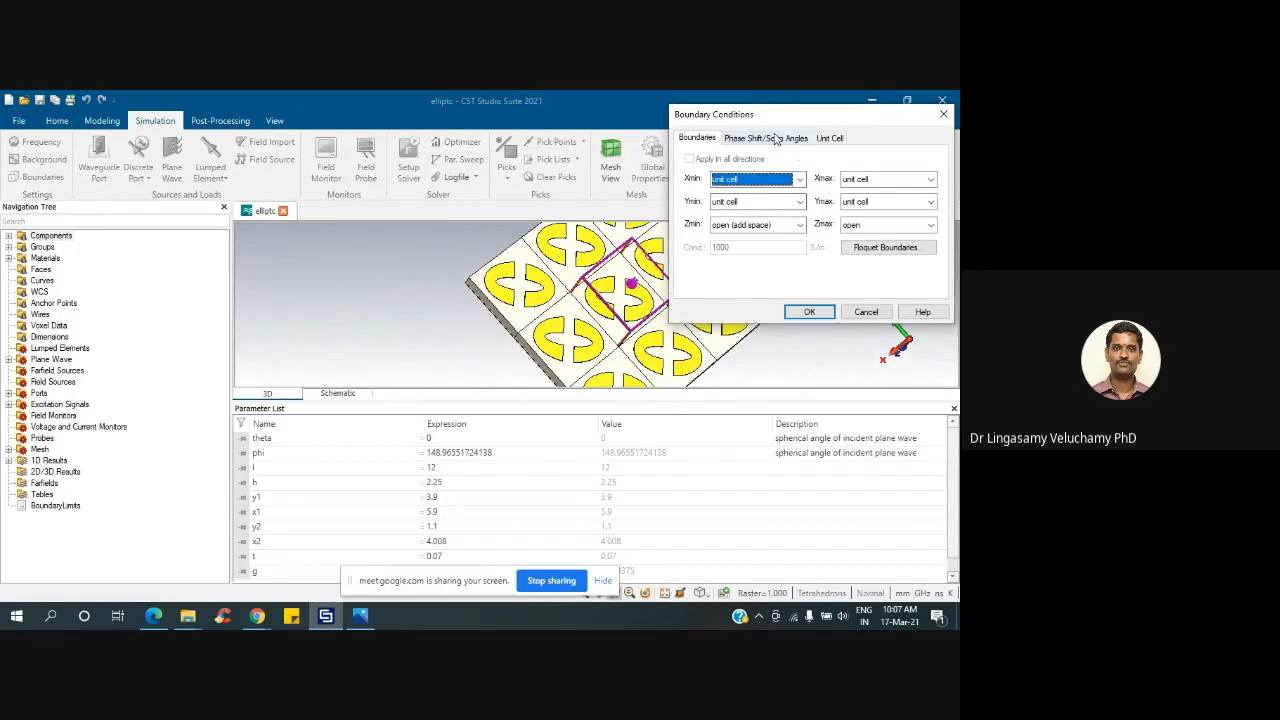 elliptc - CST Studio Suite 2021
File Home Modeling Simulation Post-Processing View
Frequency
Background
Boundaries
Settings
Waveguide Port
Discrete Port
Plane Wave
Lumped Element
Sources and Loads
Field Import
Field Source
Field Monitor
Field Probe
Monitors
Setup Solver
Optimizer
Par. Sweep
Logfile
Solver
Picks
Pick Points
Pick Lists
Clear Picks
Picks
Mesh View
Global Properties
Mesh
Boundary Conditions
Boundaries Phase Shift/Scan Angles Unit Cell
Apply in all directions
Xmin: unit cell Xmax: unit cell
Ymin: unit cell Ymax: unit cell
Zmin: open (add space) Zmax: open
Cond.: 1000 S/m Floquet Boundaries...
OK Cancel Help
Navigation Tree
Search
Components
Groups
Materials
Faces
Curves
WCS
Anchor Points
Wires
Voxel Data
Dimensions
Lumped Elements
Plane Wave
Farfield Sources
Field Sources
Ports
Excitation Signals
Field Monitors
Voltage and Current Monitors
Probes
Mesh
1D Results
2D/3D Results
Farfields
Tables
BoundaryLimits
elliptc
x
3D Schematic
Parameter List
Name Expression Value Description
theta = 0 0 spherical angle of incident plane wave
phi = 148.96551724138 148.96551724138 spherical angle of incident plane wave
l = 12 12
h = 2.25 2.25
y1 = 3.9 3.9
x1 = 5.9 5.9
y2 = 1.1 1.1
x2 = 4.008 4.008
t = 0.07 0.07
g
meet.google.com is sharing your screen. Stop sharing Hide
Raster=1.000 Tetrahedrons Normal mm GHz ns K
ENG
IN
10:07 AM
17-Mar-21
Dr Lingasamy Veluchamy PhD